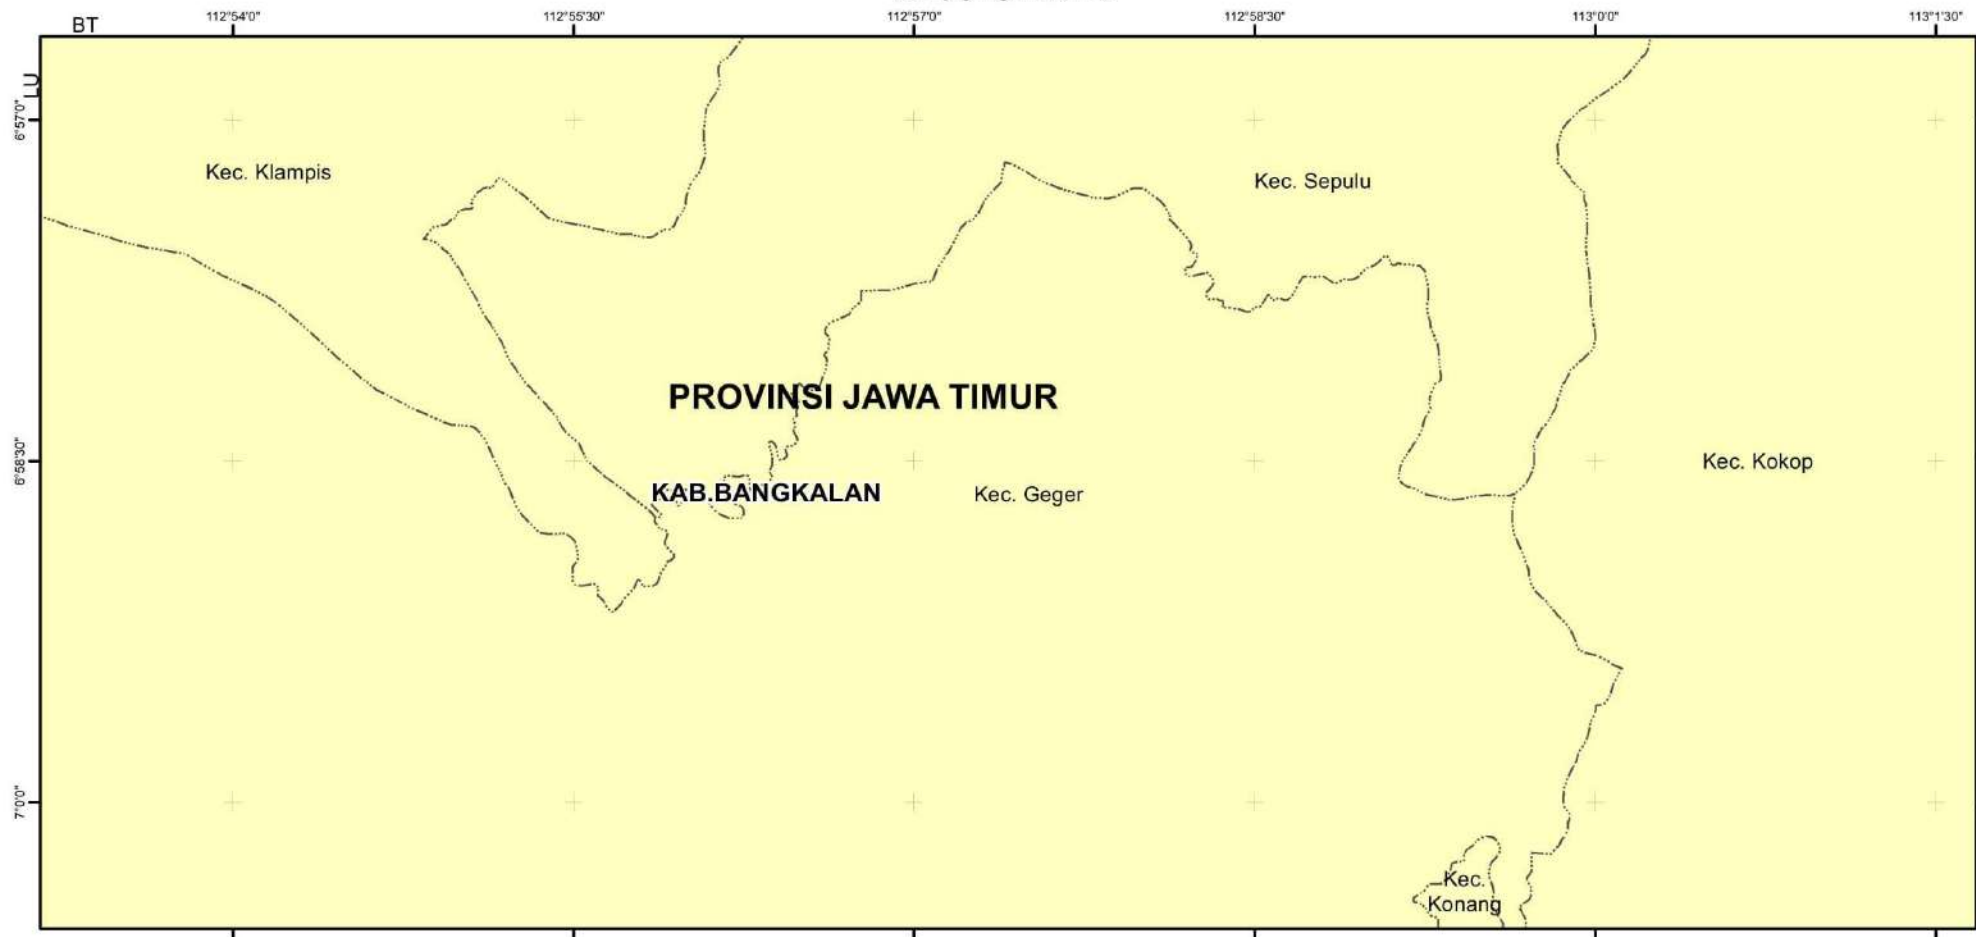 BT
112°54'0"
112°55'30"
112°57'0"
112°58'30"
113°0'0"
113°1'30"
LU
6°57'0"
Kec. Klampis
Kec. Sepulu
PROVINSI JAWA TIMUR
6°58'30"
KAB.BANGKALAN
Kec. Geger
Kec. Kokop
7°0'0"
Kec.
Konang